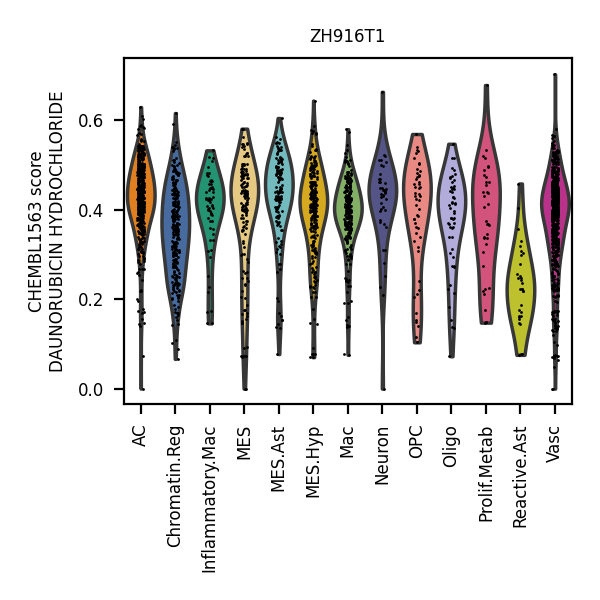 ZH916T1
CHEMBL1563 score
DAUNORUBICIN HYDROCHLORIDE
0.6
0.4
0.2
0.0
AC
Chromatin.Reg
Inflammatory.Mac
MES
MES.Ast
MES.Hyp
Mac
Neuron
OPC
Oligo
Prolif.Metab
Reactive.Ast
Vasc